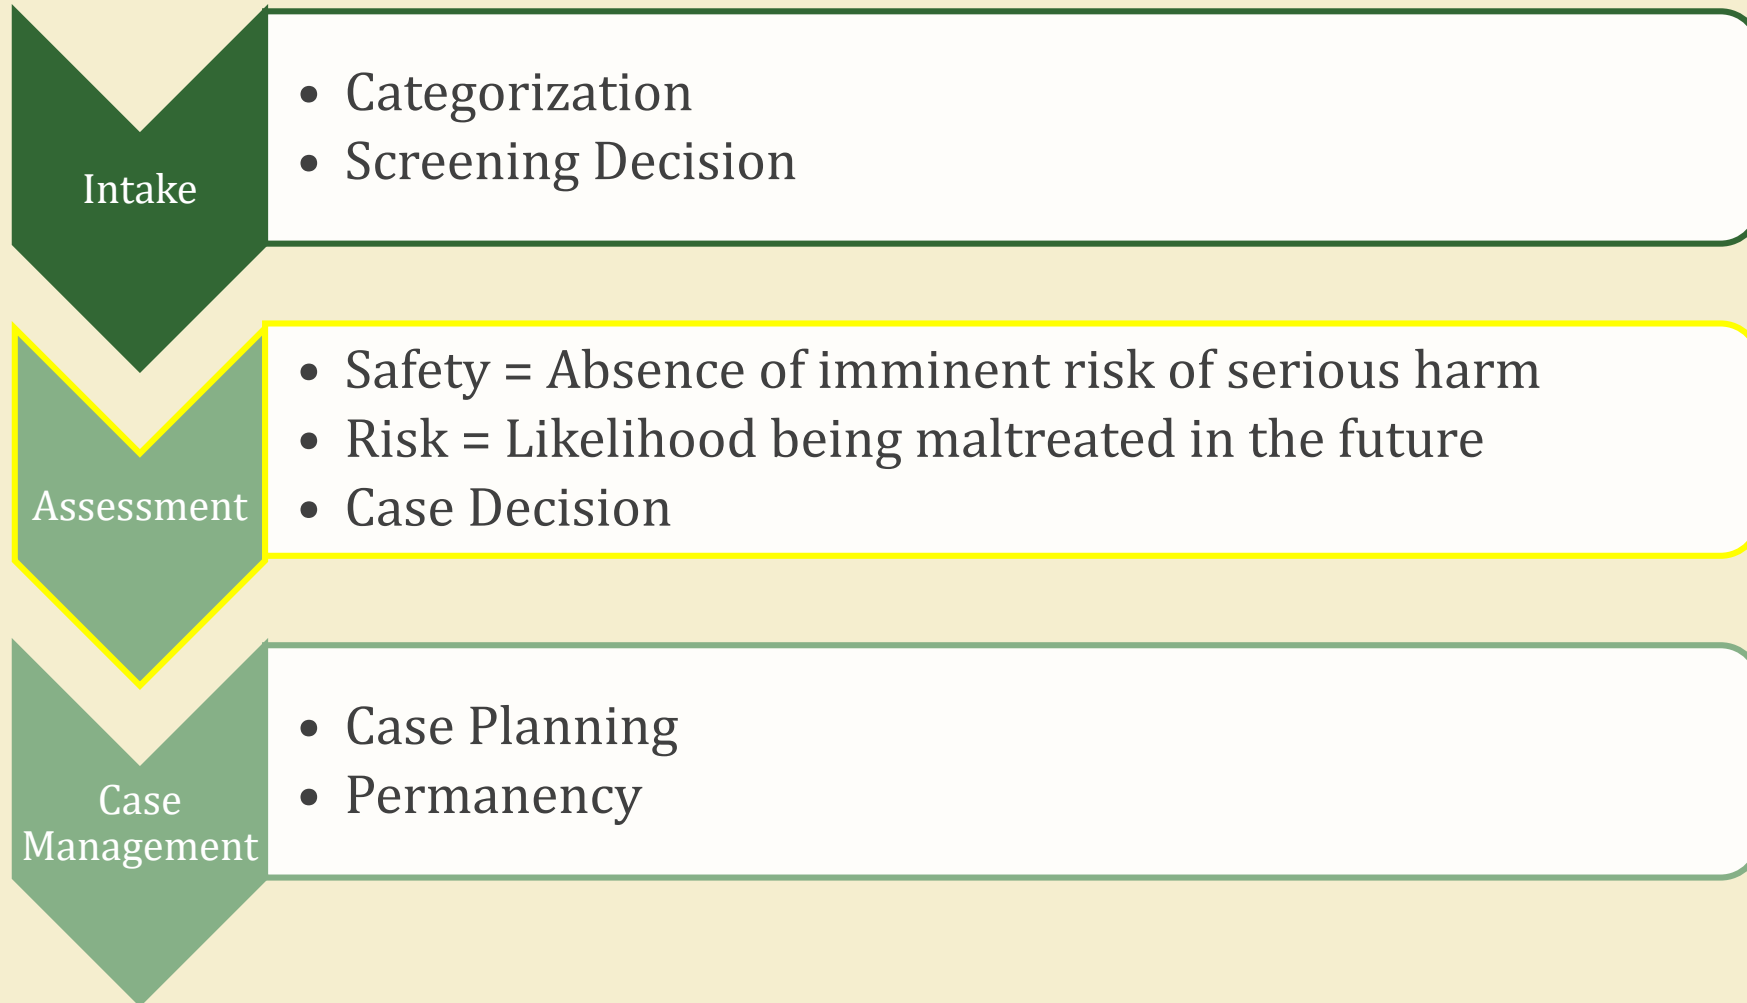 Intake
• Categorization
• Screening Decision
Assessment
• Safety = Absence of imminent risk of serious harm
• Risk = Likelihood being maltreated in the future
• Case Decision
Case
Management
• Case Planning
• Permanency